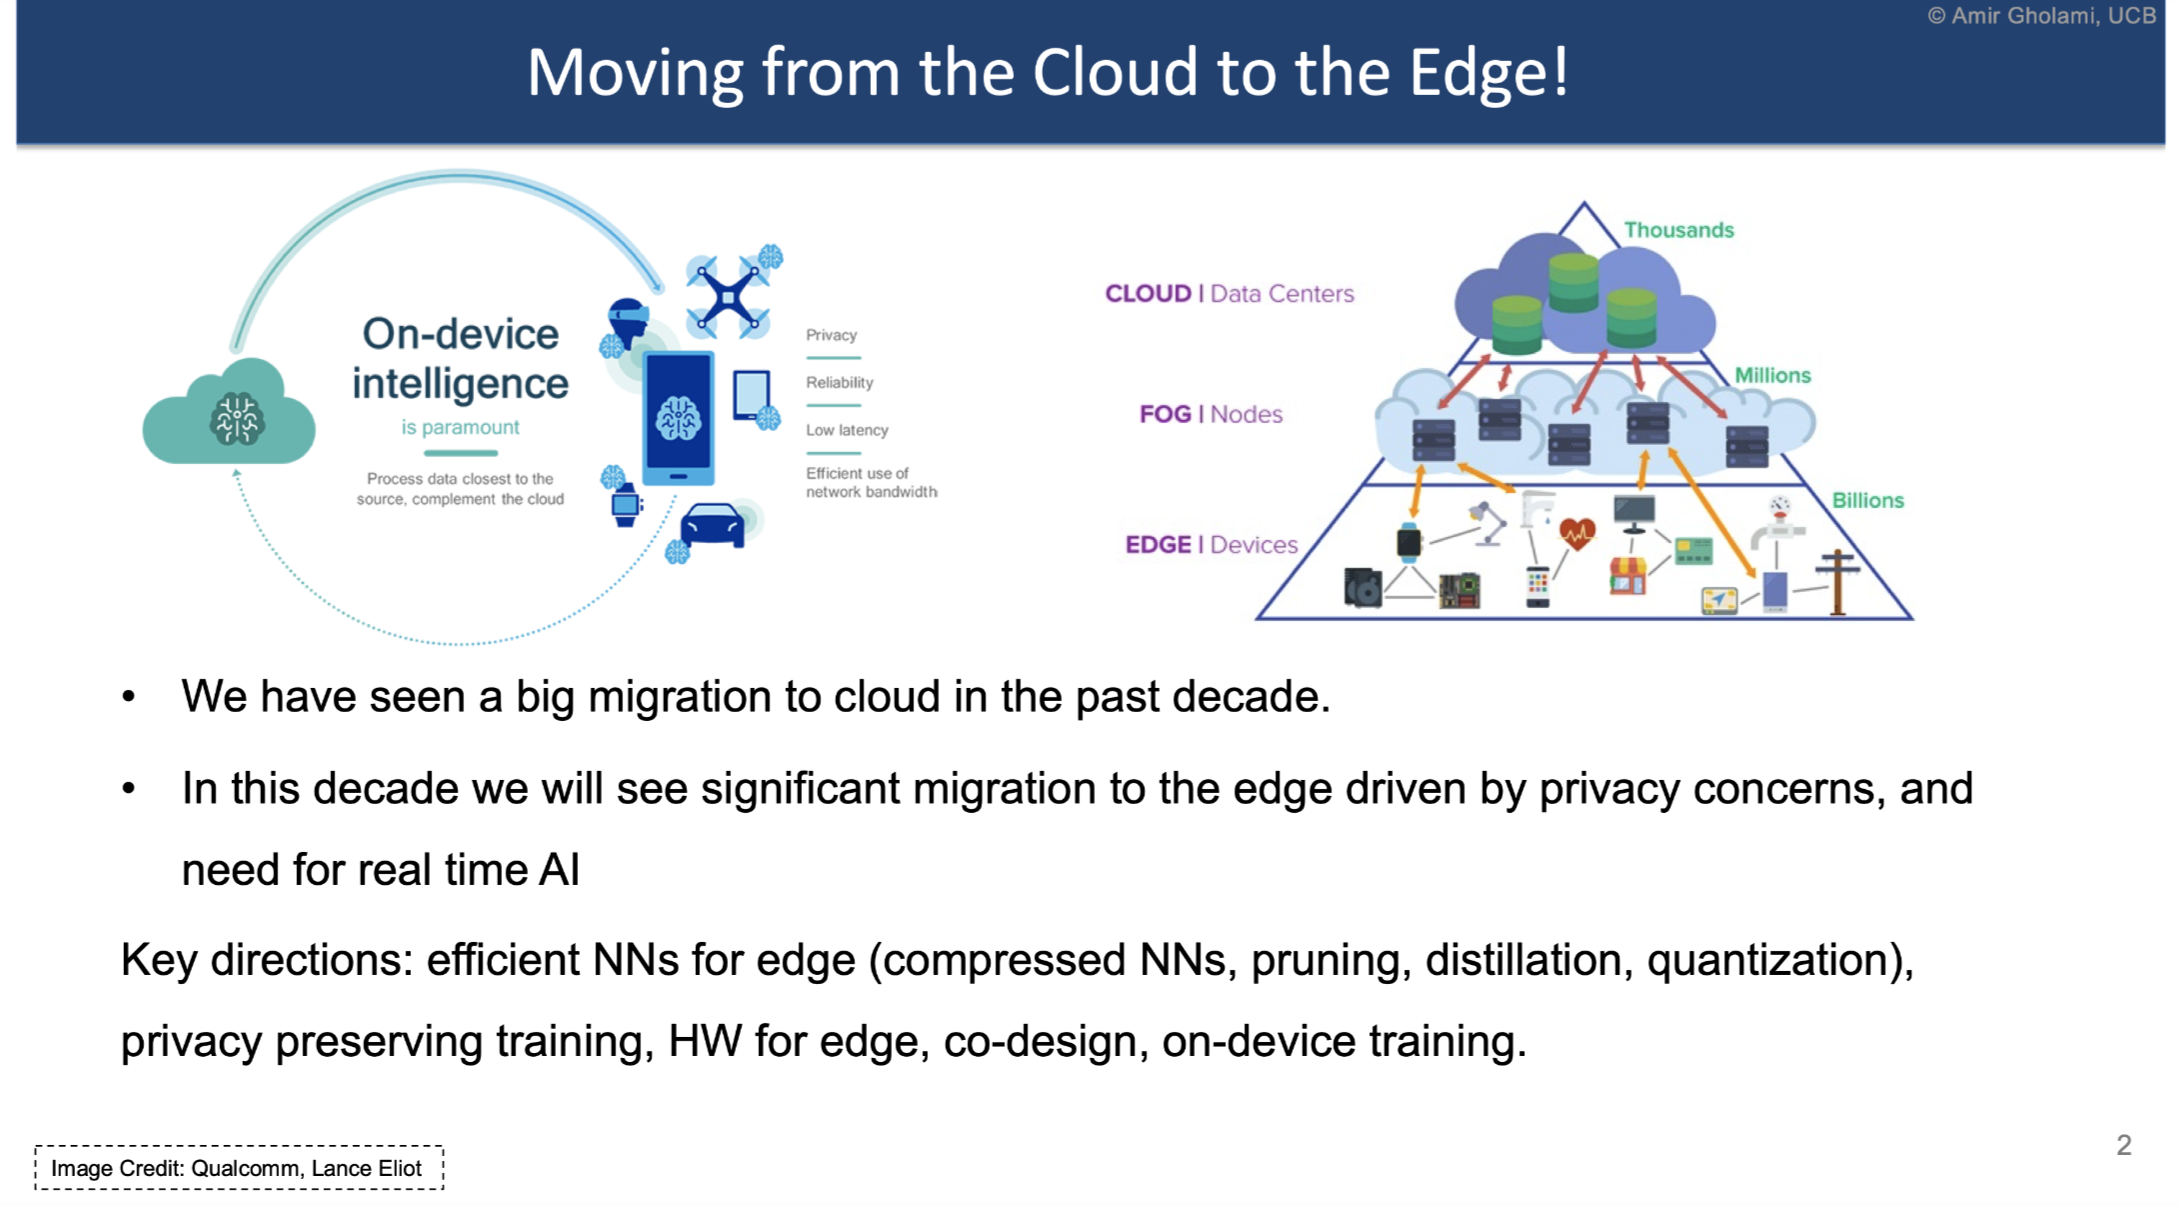 © Amir Gholami, UCB
Moving from the Cloud to the Edge!
On-device
intelligence
is paramount
Process data closest to the
source, complement the cloud
Privacy
Reliability
Low latency
Efficient use of
network bandwidth
Thousands
CLOUD | Data Centers
Millions
FOG | Nodes
Billions
EDGE | Devices
• We have seen a big migration to cloud in the past decade.
• In this decade we will see significant migration to the edge driven by privacy concerns, and
need for real time AI
Key directions: efficient NNs for edge (compressed NNs, pruning, distillation, quantization),
privacy preserving training, HW for edge, co-design, on-device training.
Image Credit: Qualcomm, Lance Eliot
2